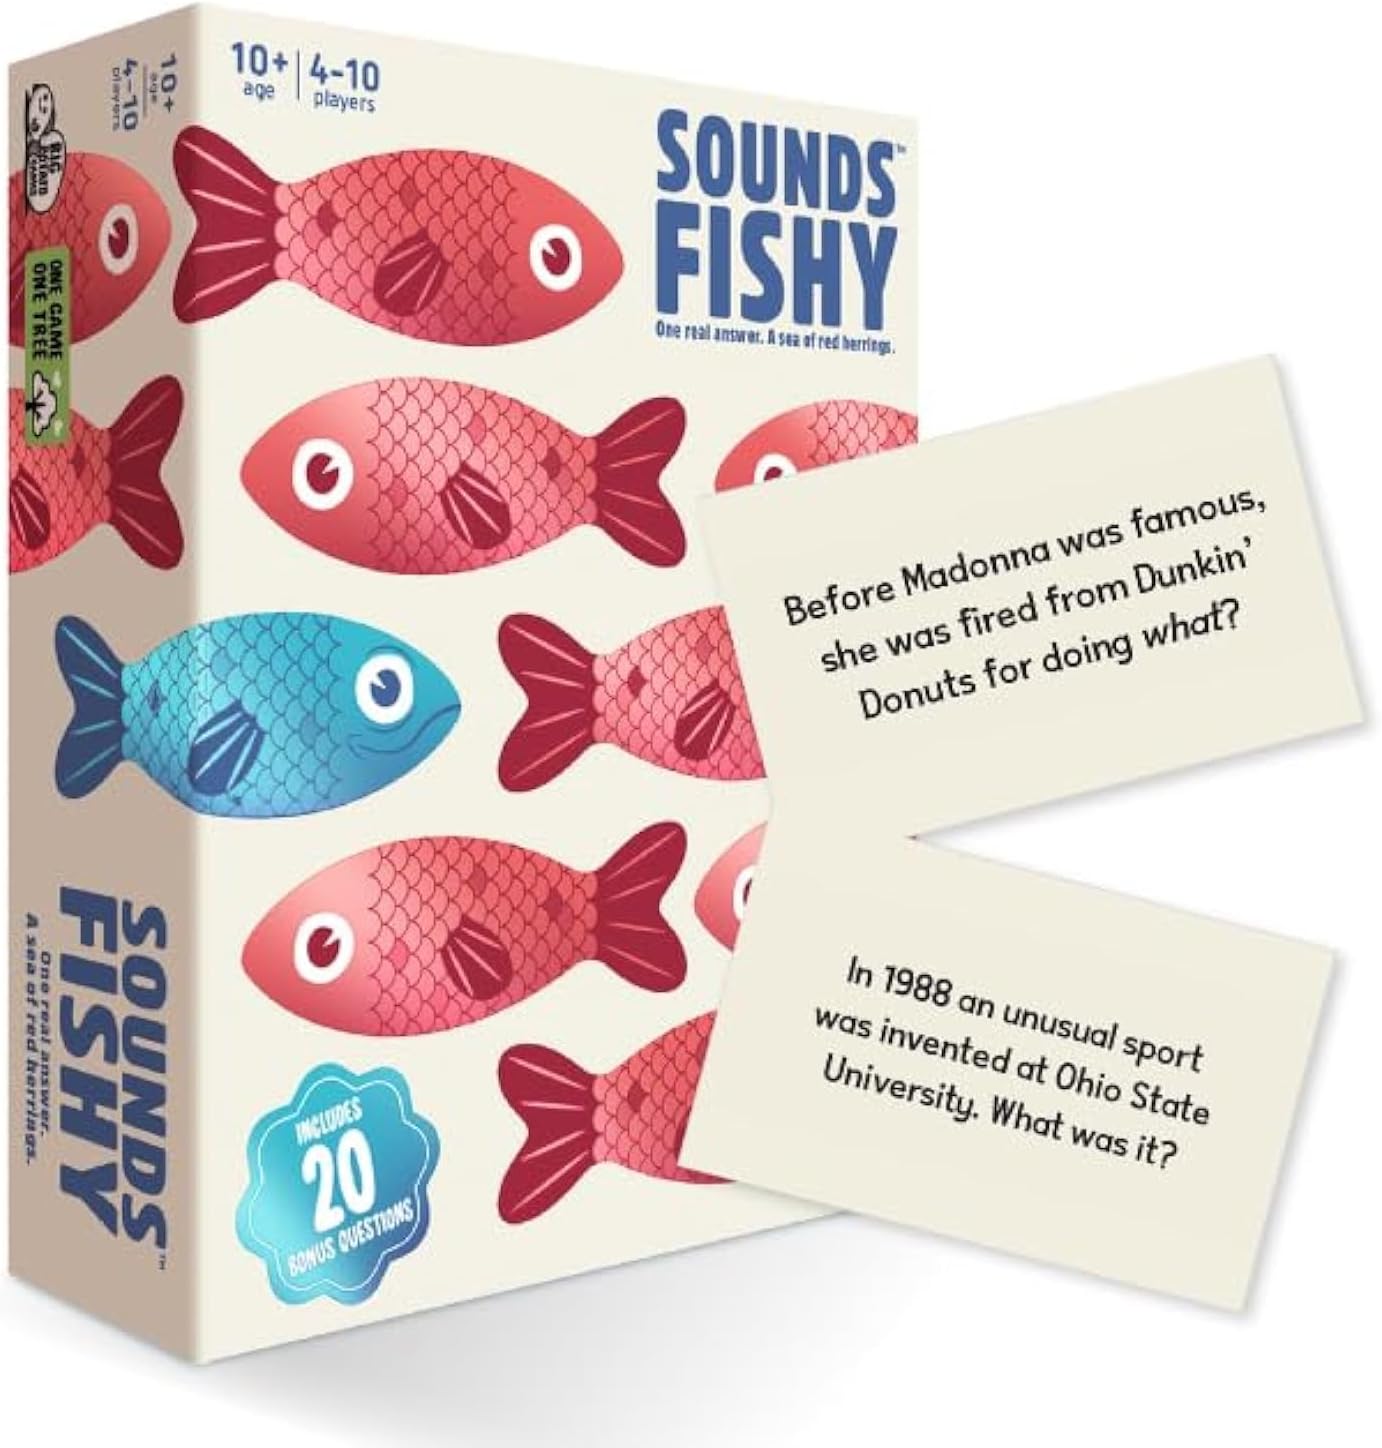 10+
age
4-10
players
SOUNDS™
FISHY
One real answer. A sea of red herrings.
10+
age
4-10
players
BIG
POTATO
GAMES
ONE GAME
ONE TREE
SOUNDS™
FISHY
One real answer.
A sea of red herrings.
INCLUDES
20
BONUS QUESTIONS
Before Madonna was famous,
she was fired from Dunkin’
Donuts for doing what?
In 1988 an unusual sport
was invented at Ohio State
University. What was it?